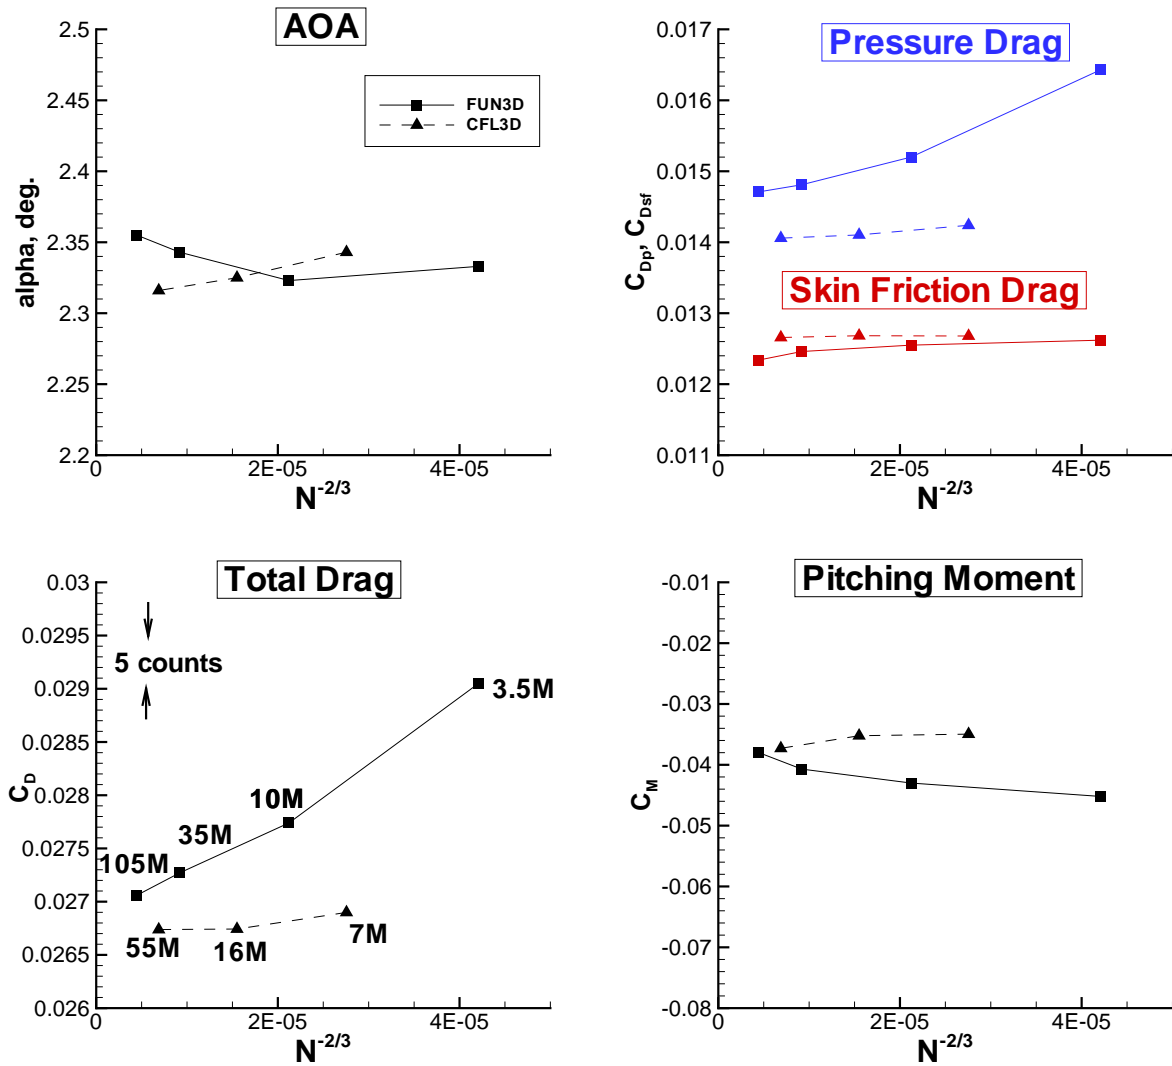 AOA
2.5
2.45
2.4
2.35
2.3
2.25
2.2
alpha, deg.
FUN3D
CFL3D
0
2E-05
4E-05
N^-2/3
Pressure Drag
0.017
0.016
0.015
0.014
0.013
0.012
0.011
C_Dp, C_Dsf
Skin Friction Drag
0
2E-05
4E-05
N^-2/3
Total Drag
0.03
0.0295
0.029
0.0285
0.028
0.0275
0.027
0.0265
0.026
C_D
5 counts
3.5M
10M
35M
105M
55M
16M
7M
0
2E-05
4E-05
N^-2/3
Pitching Moment
-0.01
-0.02
-0.03
-0.04
-0.05
-0.06
-0.07
-0.08
C_M
0
2E-05
4E-05
N^-2/3